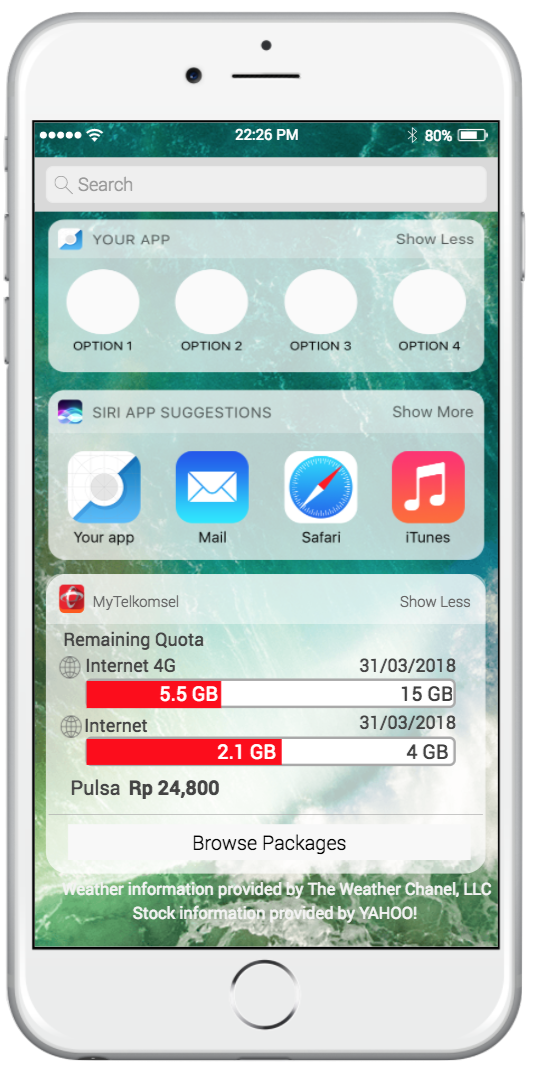 22:26 PM 80%
Search
YOUR APP Show Less
OPTION 1 OPTION 2 OPTION 3 OPTION 4
SIRI APP SUGGESTIONS Show More
Your app Mail Safari iTunes
MyTelkomsel Show Less
Remaining Quota
Internet 4G 31/03/2018
5.5 GB 15 GB
Internet 31/03/2018
2.1 GB 4 GB
Pulsa Rp 24,800
Browse Packages
Weather information provided by The Weather Chanel, LLC
Stock information provided by YAHOO!